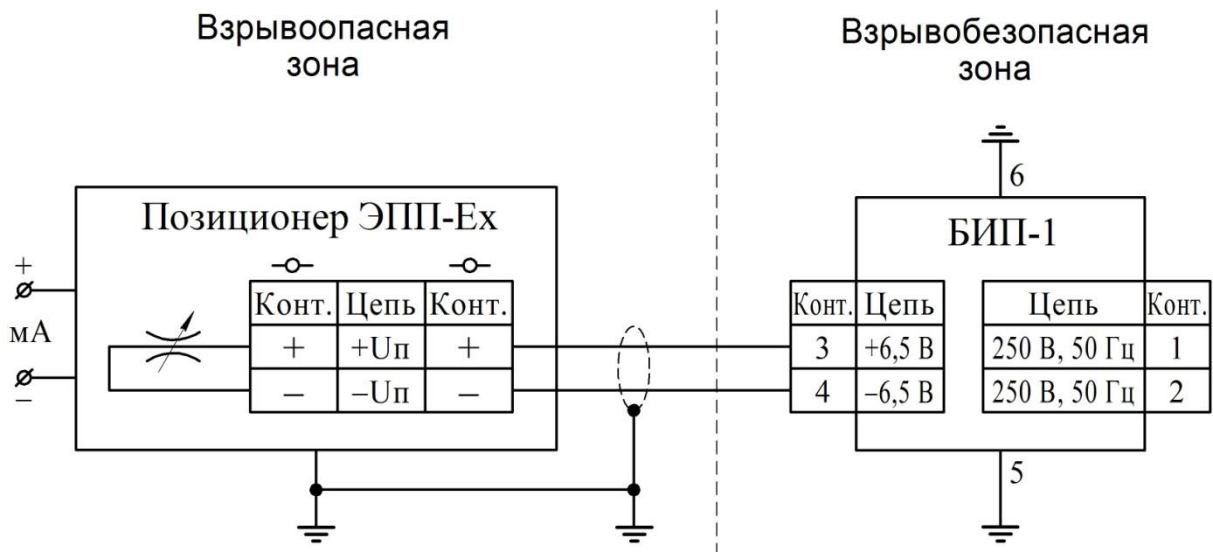 Взрывоопасная
зона
Взрывобезопасная
зона
6
Позиционер ЭПП-Ех
БИП-1
+
мА
–
Конт. Цепь Конт.
+ +Uп +
– –Uп –
Конт. Цепь
3 +6,5 В
4 –6,5 В
Цепь Конт.
250 В, 50 Гц 1
250 В, 50 Гц 2
5